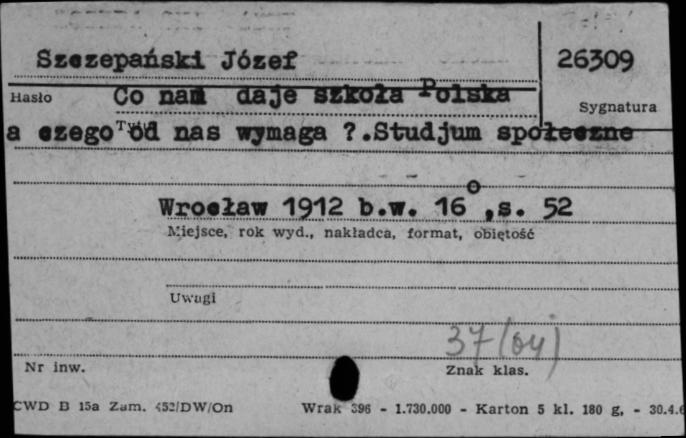 Szczepański Józef 26309
Hasło Co nam daje szkoła Polska Sygnatura
a czego Tytuł od nas wymaga ?.Studjum społeczne
Wrocław 1912 b.w. 16°,s. 52
Miejsce, rok wyd., nakładca, format, objętość
Uwagi
37(04)
Nr inw. Znak klas.
CWD B 15a Zam. 452/DW/On Wrak 396 - 1.730.000 - Karton 5 kl. 180 g, - 30.4.6